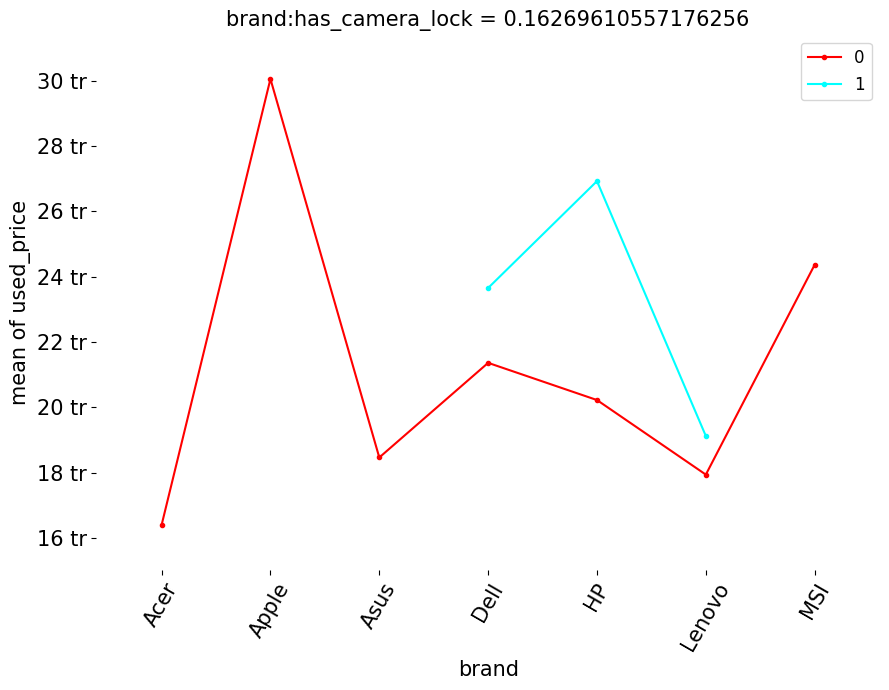 brand:has_camera_lock = 0.16269610557176256
0
1
mean of used_price
30 tr
28 tr
26 tr
24 tr
22 tr
20 tr
18 tr
16 tr
Acer
Apple
Asus
Dell
HP
Lenovo
MSI
brand